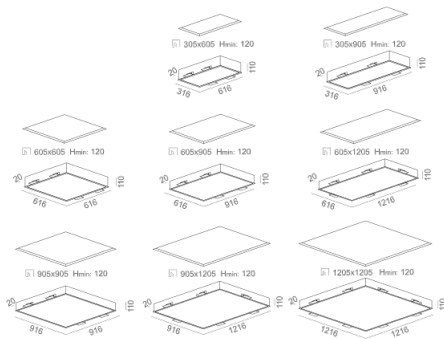 h 305x605 Hmin: 120
h 305x905 Hmin: 120
20 316 616 110
20 316 916 110
h 605x605 Hmin: 120
h 605x905 Hmin: 120
h 605x1205 Hmin: 120
20 616 616 110
20 616 916 110
20 616 1216 110
h 905x905 Hmin: 120
h 905x1205 Hmin: 120
h 1205x1205 Hmin: 120
20 916 916 110
20 916 1216 110
20 1216 1216 110